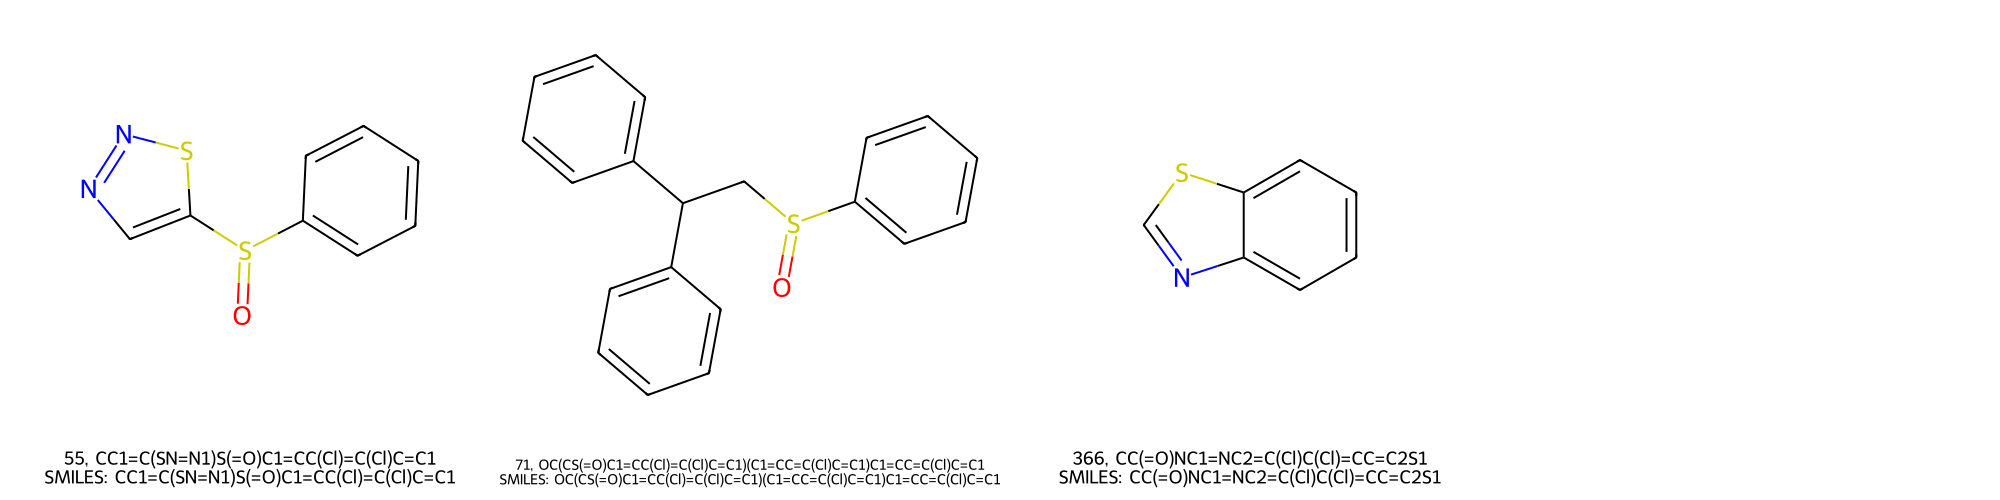 N S
N
S
O
S
O
S
N
55, CC1=C(SN=N1)S(=O)C1=CC(Cl)=C(Cl)C=C1
SMILES: CC1=C(SN=N1)S(=O)C1=CC(Cl)=C(Cl)C=C1
71, OC(CS(=O)C1=CC(Cl)=C(Cl)C=C1)(C1=CC=C(Cl)C=C1)C1=CC=C(Cl)C=C1
SMILES: OC(CS(=O)C1=CC(Cl)=C(Cl)C=C1)(C1=CC=C(Cl)C=C1)C1=CC=C(Cl)C=C1
366, CC(=O)NC1=NC2=C(Cl)C(Cl)=CC=C2S1
SMILES: CC(=O)NC1=NC2=C(Cl)C(Cl)=CC=C2S1